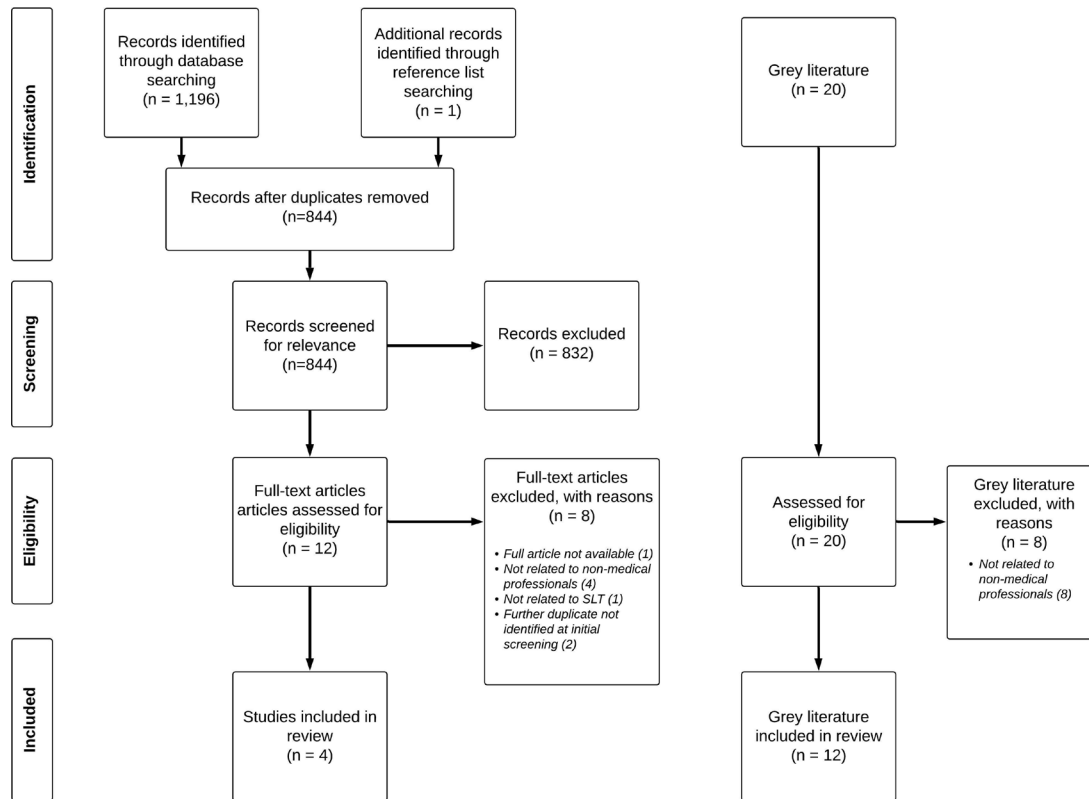 Identification
Records identified
through database
searching
(n = 1,196)
Additional records
identified through
reference list
searching
(n = 1)
Grey literature
(n = 20)
Records after duplicates removed
(n=844)
Screening
Records screened
for relevance
(n=844)
Records excluded
(n = 832)
Eligibility
Full-text articles
articles assessed for
eligibility
(n = 12)
Full-text articles
excluded, with reasons
(n = 8)
• Full article not available (1)
• Not related to non-medical
professionals (4)
• Not related to SLT (1)
• Further duplicate not
identified at initial
screening (2)
Assessed for
eligibility
(n = 20)
Grey literature
excluded, with
reasons
(n = 8)
• Not related to
non-medical
professionals (8)
Included
Studies included in
review
(n = 4)
Grey literature
included in review
(n = 12)